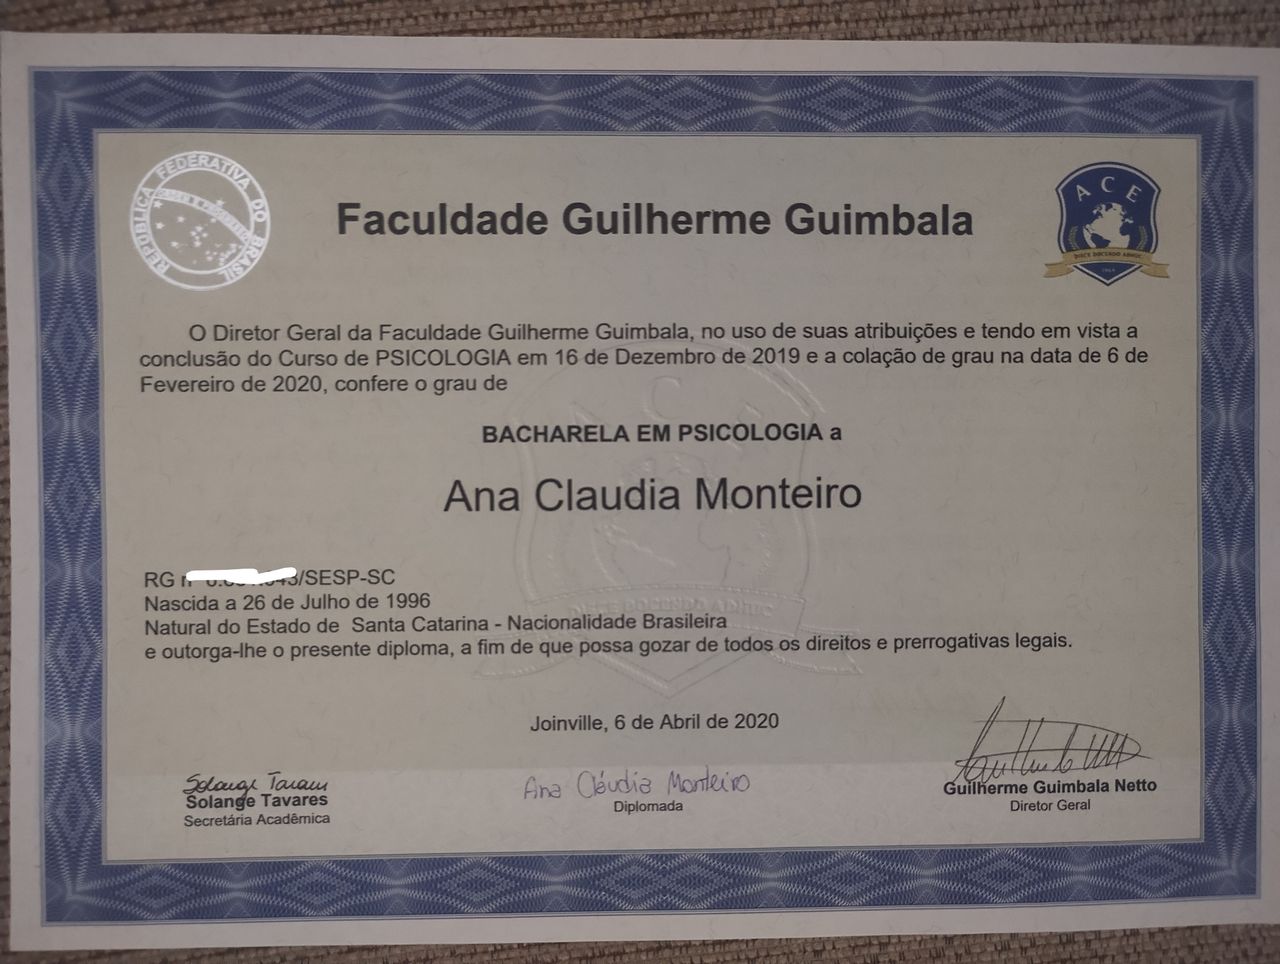 REPÚBLICA FEDERATIVA DO BRASIL
A C E
Faculdade Guilherme Guimbala
DISCE DOCENDO ADHUC
O Diretor Geral da Faculdade Guilherme Guimbala, no uso de suas atribuições e tendo em vista a
conclusão do Curso de PSICOLOGIA em 16 de Dezembro de 2019 e a colação de grau na data de 6 de
Fevereiro de 2020, confere o grau de
BACHARELA EM PSICOLOGIA a
Ana Claudia Monteiro
RG /SESP-SC
Nascida a 26 de Julho de 1996
Natural do Estado de Santa Catarina - Nacionalidade Brasileira
e outorga-lhe o presente diploma, a fim de que possa gozar de todos os direitos e prerrogativas legais.
Joinville, 6 de Abril de 2020
Solange Tavares
Solange Tavares
Secretária Acadêmica
Ana Cláudia Monteiro
Diplomada
Guilherme Guimbala Netto
Diretor Geral